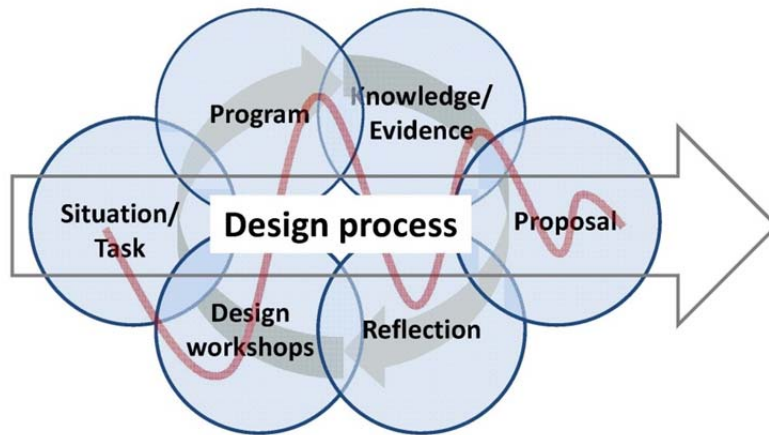 Program
Knowledge/
Evidence
Situation/
Task
Design process
Proposal
Design
workshops
Reflection